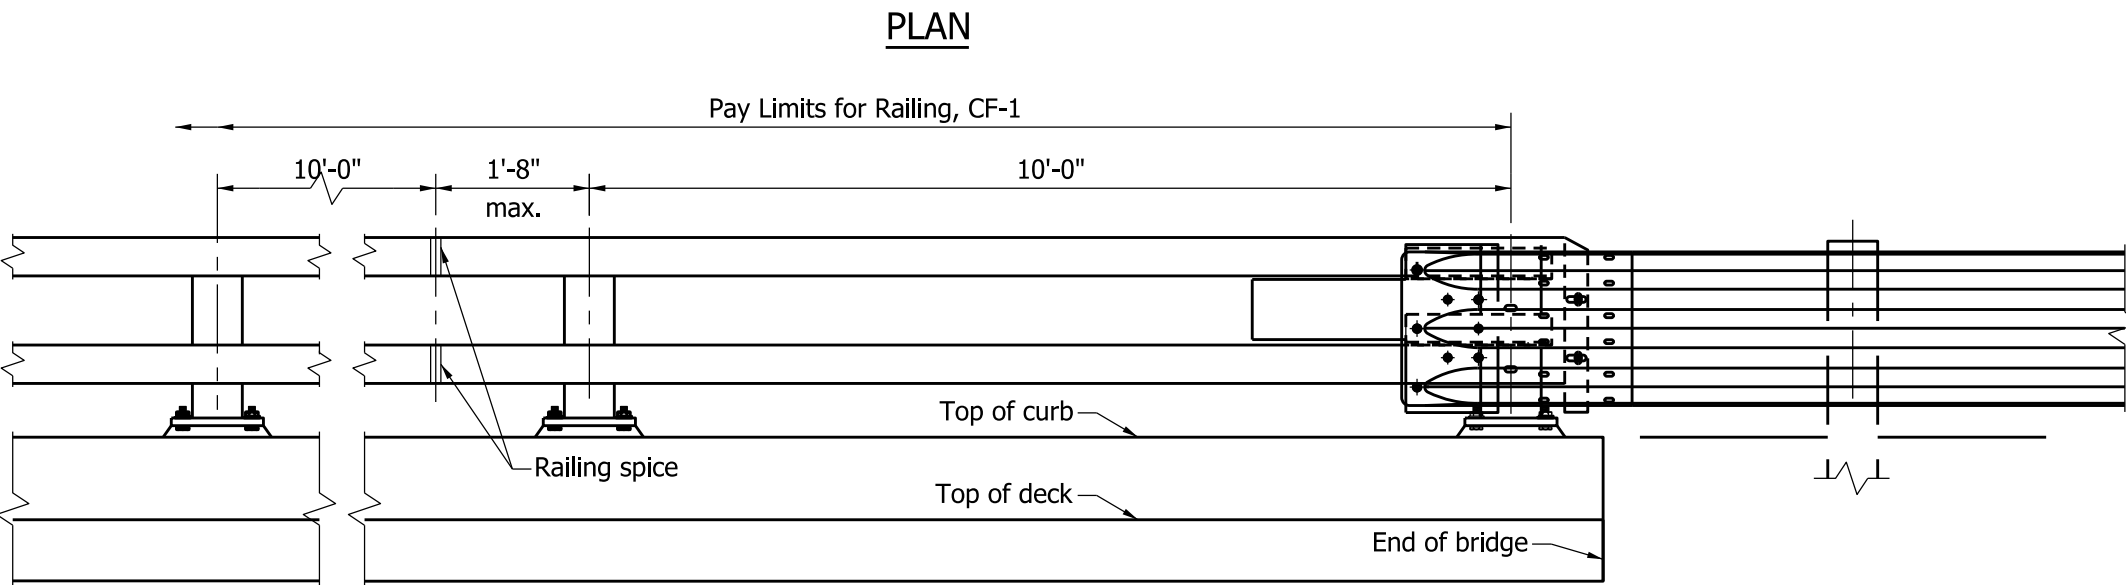 PLAN
Pay Limits for Railing, CF-1
10'-0" 1'-8" 10'-0"
max.
Top of curb
Railing spice
Top of deck
End of bridge